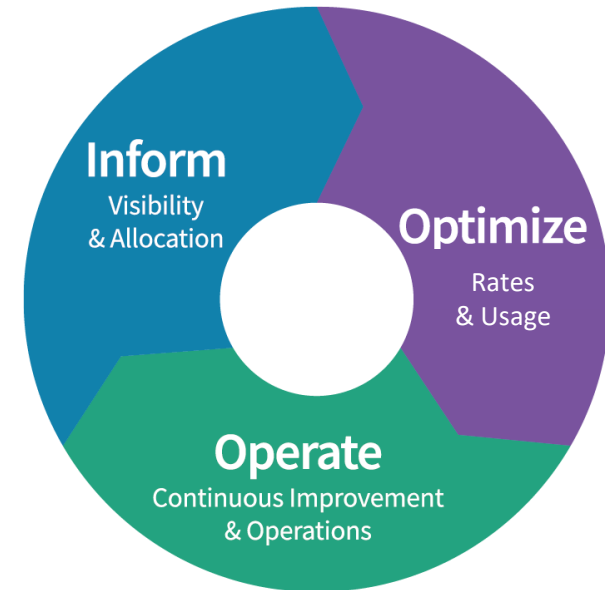 Inform
Visibility
& Allocation
Optimize
Rates
& Usage
Operate
Continuous Improvement
& Operations